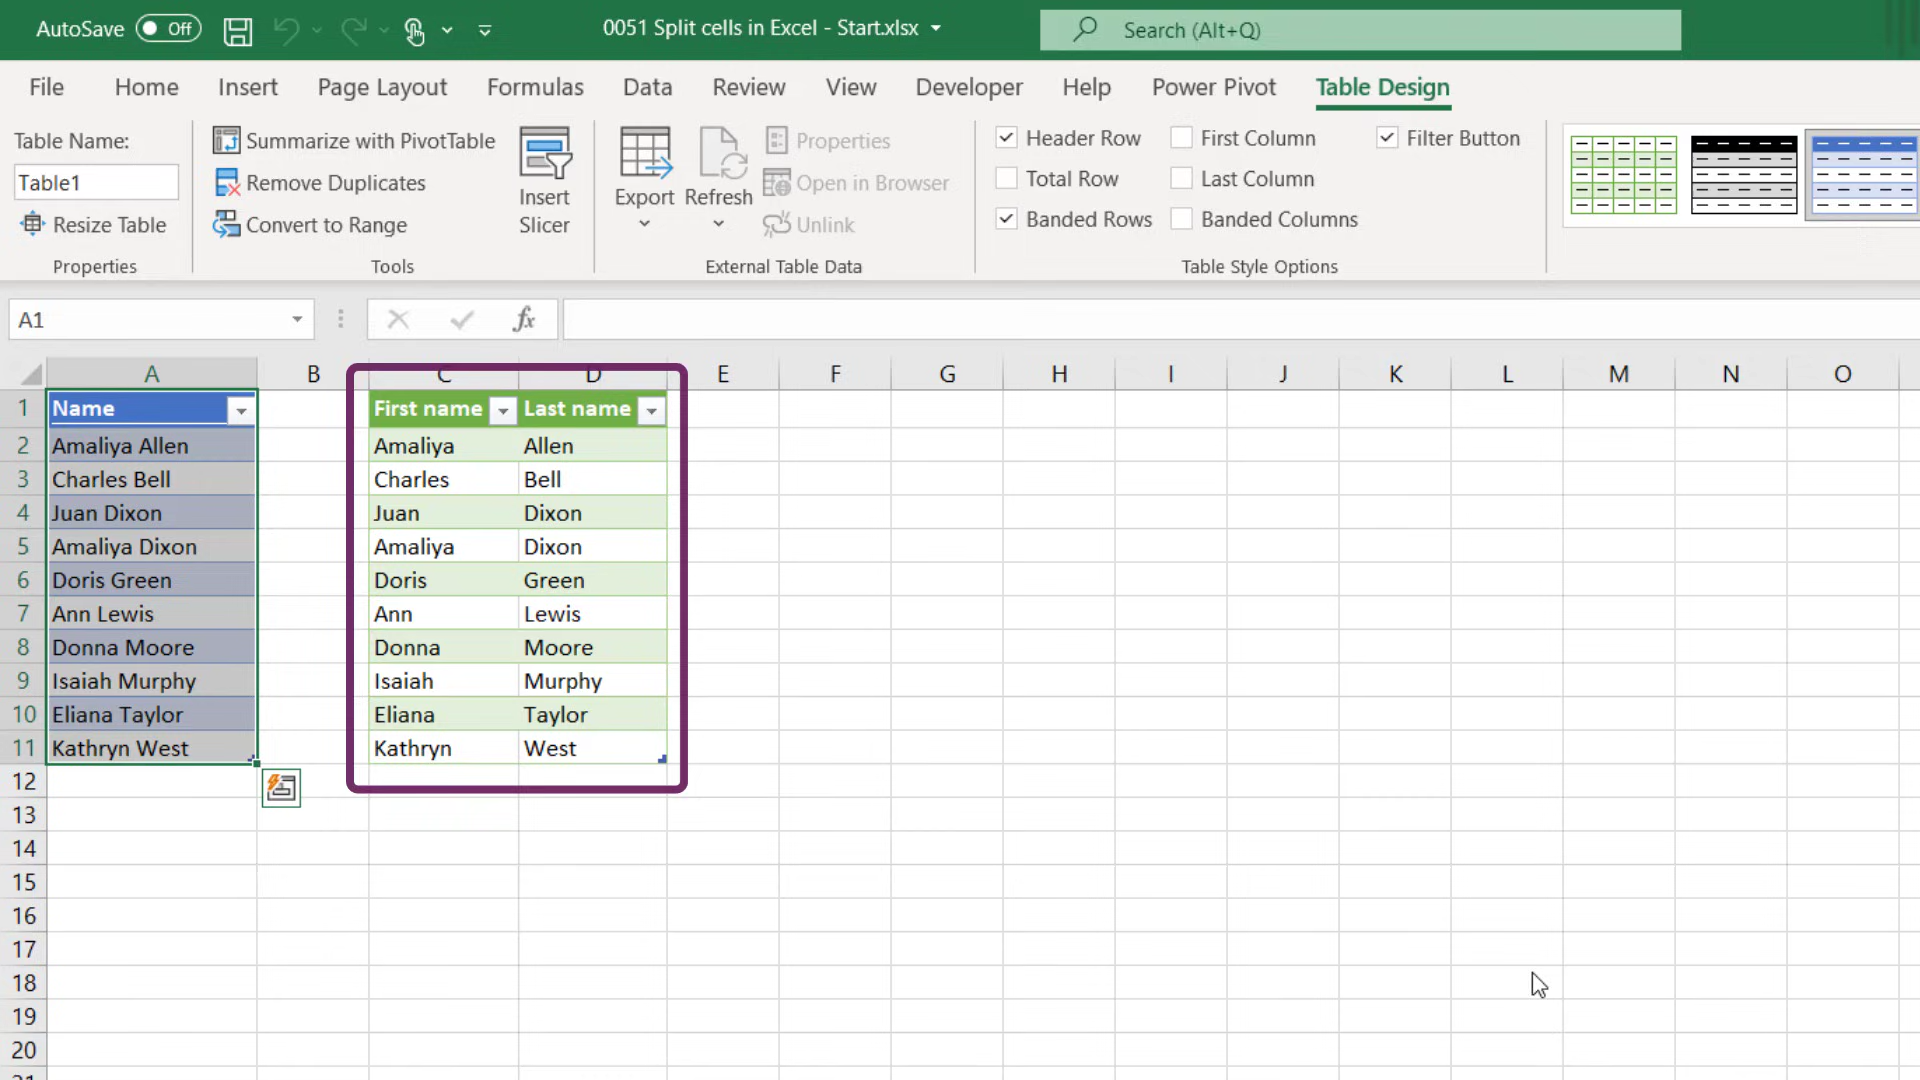 AutoSave Off 0051 Split cells in Excel - Start.xlsx Search (Alt+Q)
File Home Insert Page Layout Formulas Data Review View Developer Help Power Pivot Table Design
Table Name:
Table1
Resize Table
Properties
Summarize with PivotTable
Remove Duplicates
Convert to Range
Tools
Insert
Slicer
Export
Refresh
Properties
Open in Browser
Unlink
External Table Data
Header Row
Total Row
Banded Rows
First Column
Last Column
Banded Columns
Filter Button
Table Style Options
A1 fx
A B C D E F G H I J K L M N O
1 Name First name Last name
2 Amaliya Allen Amaliya Allen
3 Charles Bell Charles Bell
4 Juan Dixon Juan Dixon
5 Amaliya Dixon Amaliya Dixon
6 Doris Green Doris Green
7 Ann Lewis Ann Lewis
8 Donna Moore Donna Moore
9 Isaiah Murphy Isaiah Murphy
10 Eliana Taylor Eliana Taylor
11 Kathryn West Kathryn West
12
13
14
15
16
17
18
19
20